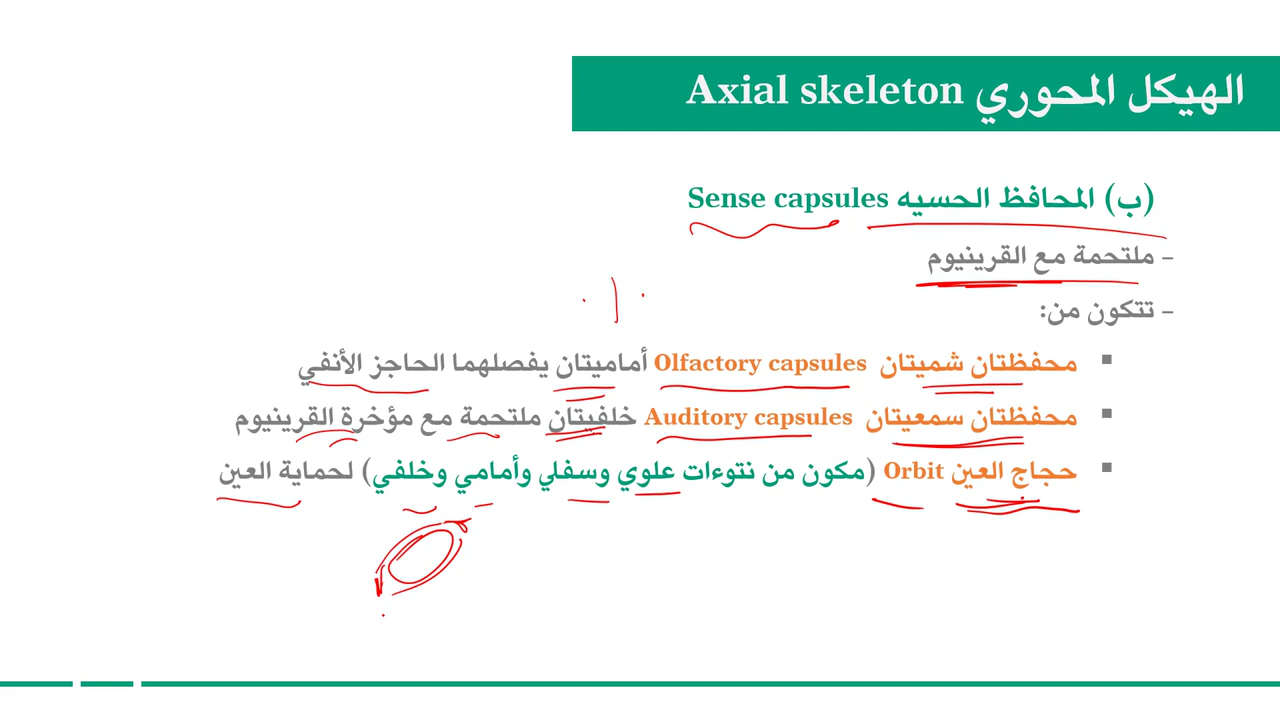 الهيكل المحوري Axial skeleton
(ب) المحافظ الحسيه Sense capsules
- ملتحمة مع القرينيوم
- تتكون من:
▪ محفظتان شميتان Olfactory capsules أماميتان يفصلهما الحاجز الأنفي
▪ محفظتان سمعيتان Auditory capsules خلفيتان ملتحمة مع مؤخرة القرينيوم
▪ حجاج العين Orbit (مكون من نتوءات علوي وسفلي وأمامي وخلفي) لحماية العين